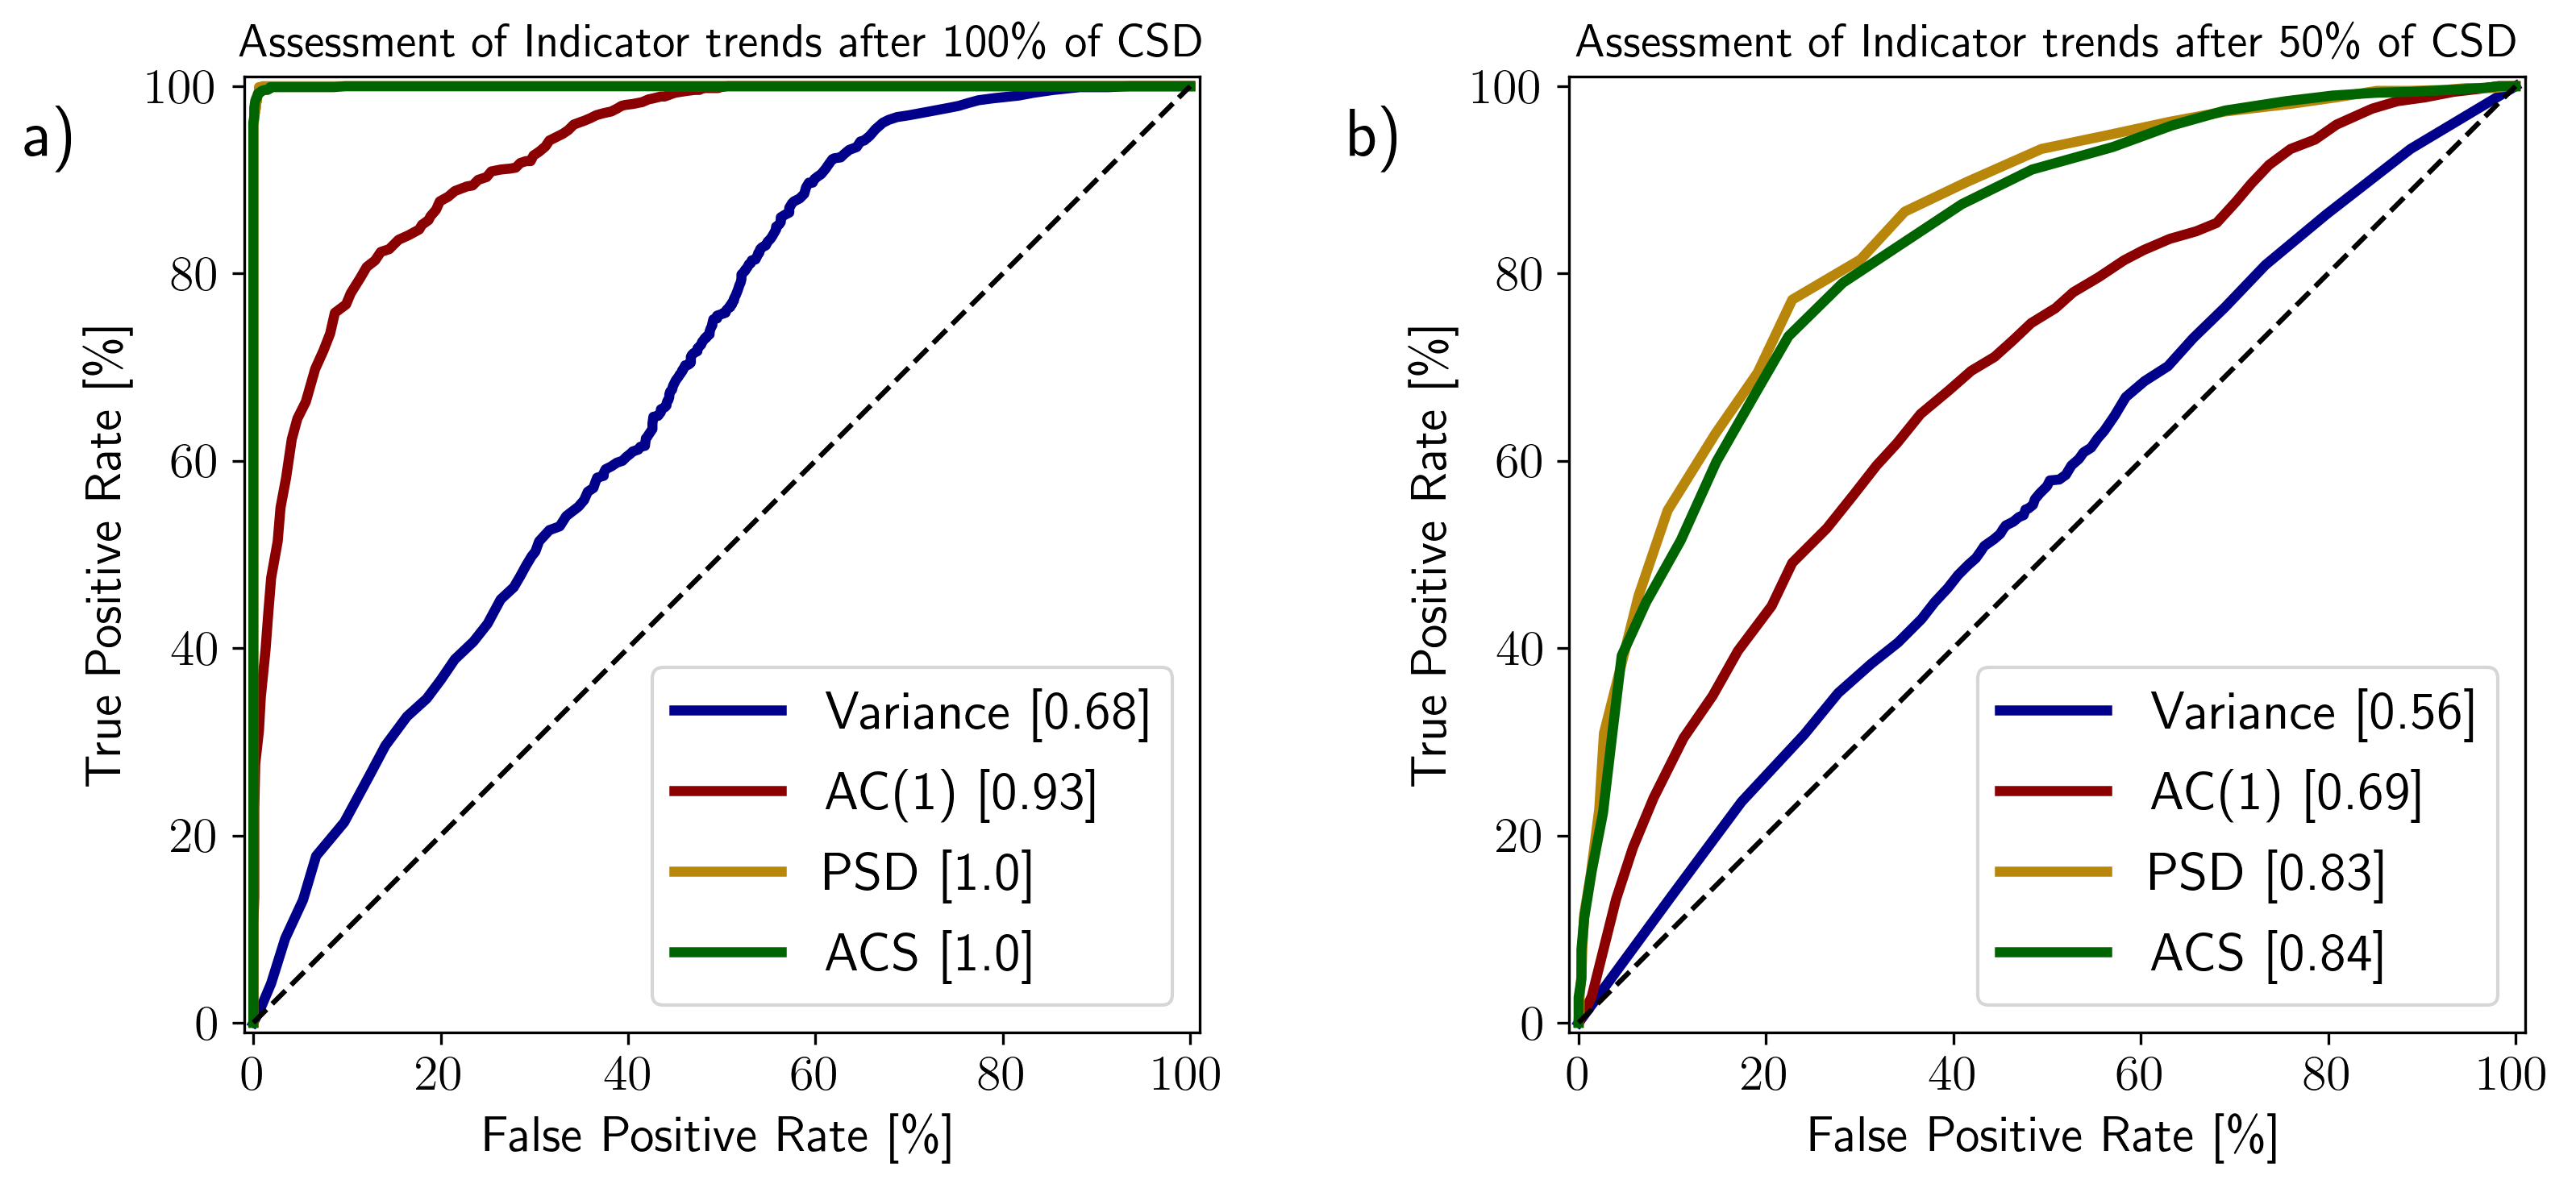 Assessment of Indicator trends after 100% of CSD
a)
True Positive Rate [%]
100
80
60
40
20
0
0 20 40 60 80 100
False Positive Rate [%]
Variance [0.68]
AC(1) [0.93]
PSD [1.0]
ACS [1.0]
Assessment of Indicator trends after 50% of CSD
b)
True Positive Rate [%]
100
80
60
40
20
0
0 20 40 60 80 100
False Positive Rate [%]
Variance [0.56]
AC(1) [0.69]
PSD [0.83]
ACS [0.84]